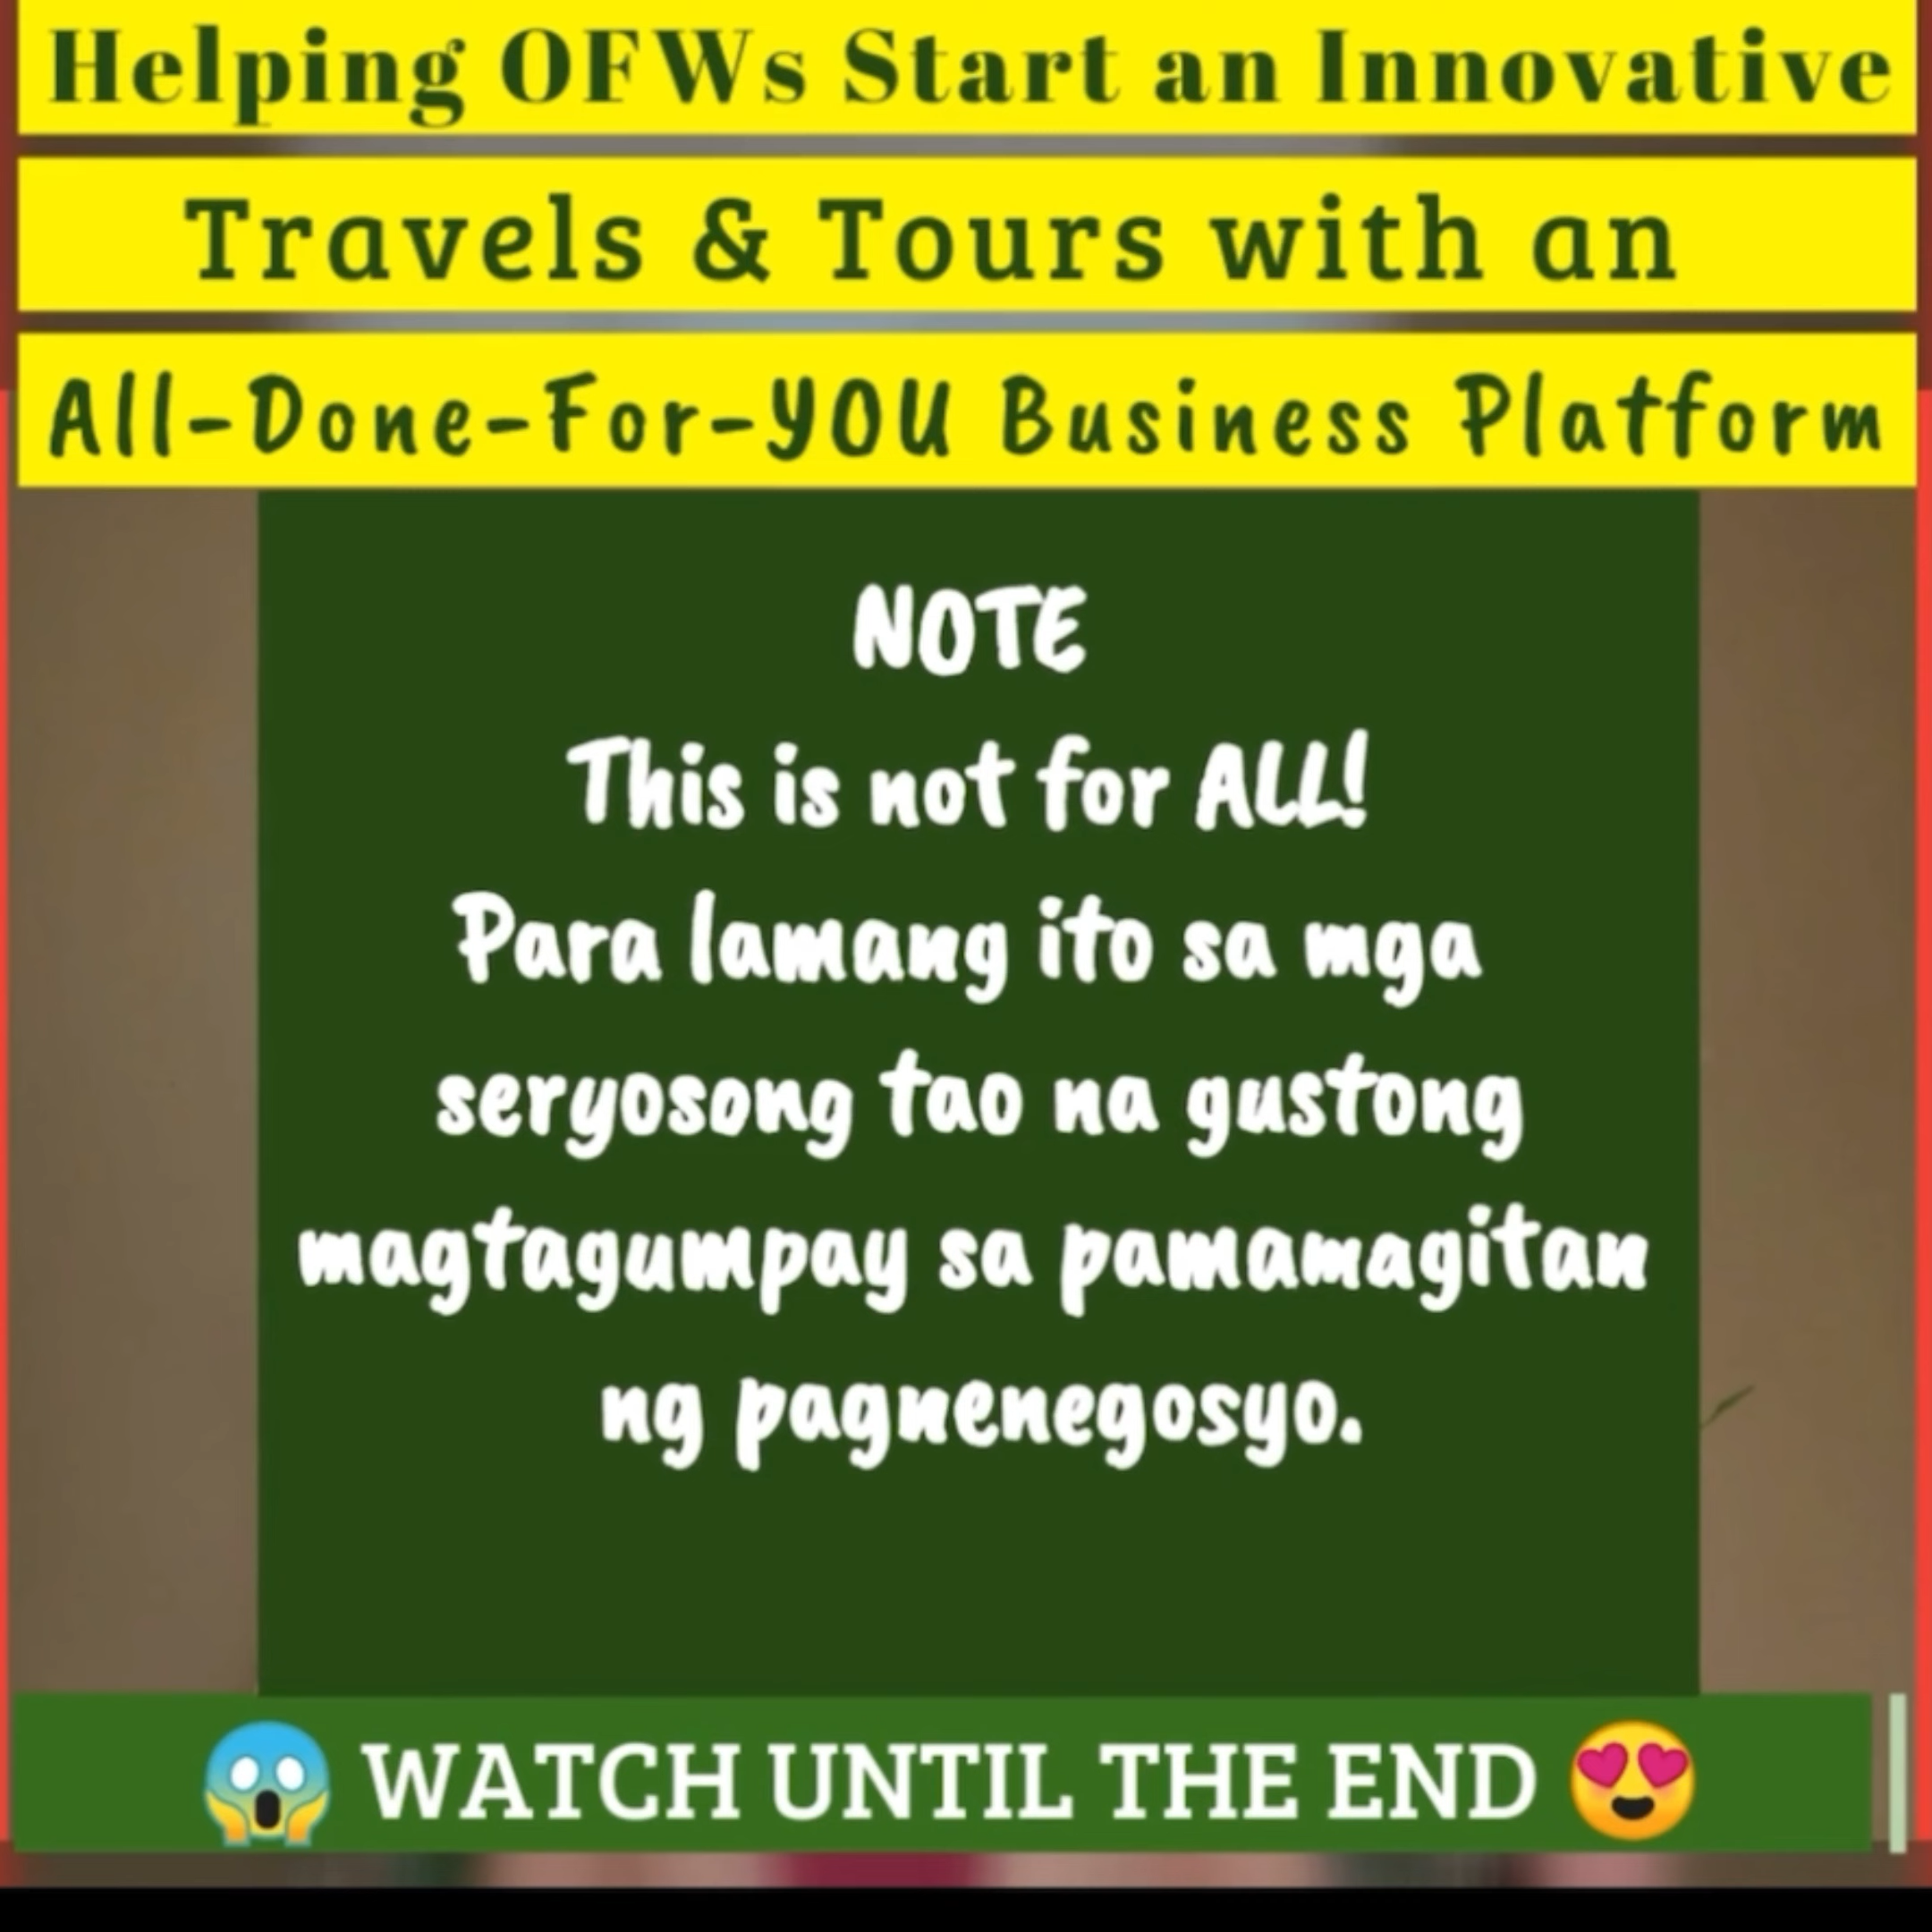 Helping OFWs Start an Innovative
Travels & Tours with an
All-Done-For-YOU Business Platform
NOTE
This is not for ALL!
Para lamang ito sa mga
seryosong tao na gustong
magtagumpay sa pamamagitan
ng pagnenegosyo.
😱 WATCH UNTIL THE END 😍